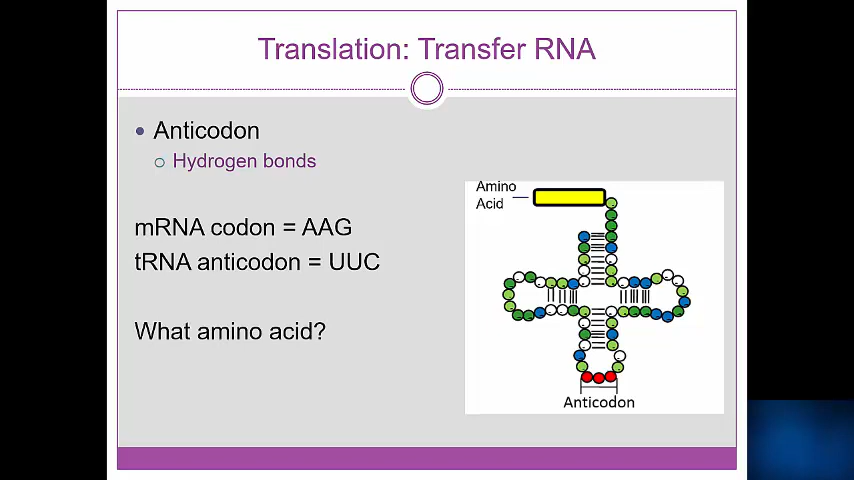 Translation: Transfer RNA
Anticodon
Hydrogen bonds
mRNA codon = AAG
tRNA anticodon = UUC
What amino acid?
Amino
Acid
Anticodon